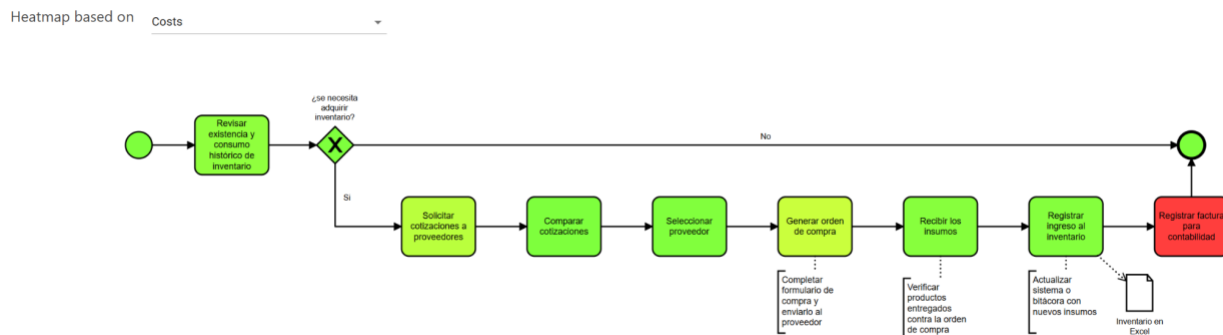 Heatmap based on
Costs
¿se necesita
adquirir
inventario?
Revisar
existencia y
consumo
histórico de
inventario
X
No
Si
Solicitar
cotizaciones a
proveedores
Comparar
cotizaciones
Seleccionar
proveedor
Generar orden
de compra
Recibir los
insumos
Registrar
ingreso al
inventario
Registrar factura
para
contabilidad
Completar
formulario de
compra y
enviarlo al
proveedor
Verificar
productos
entregados
contra la orden
de compra
Actualizar
sistema o
bitácora con
nuevos insumos
Inventario en
Excel